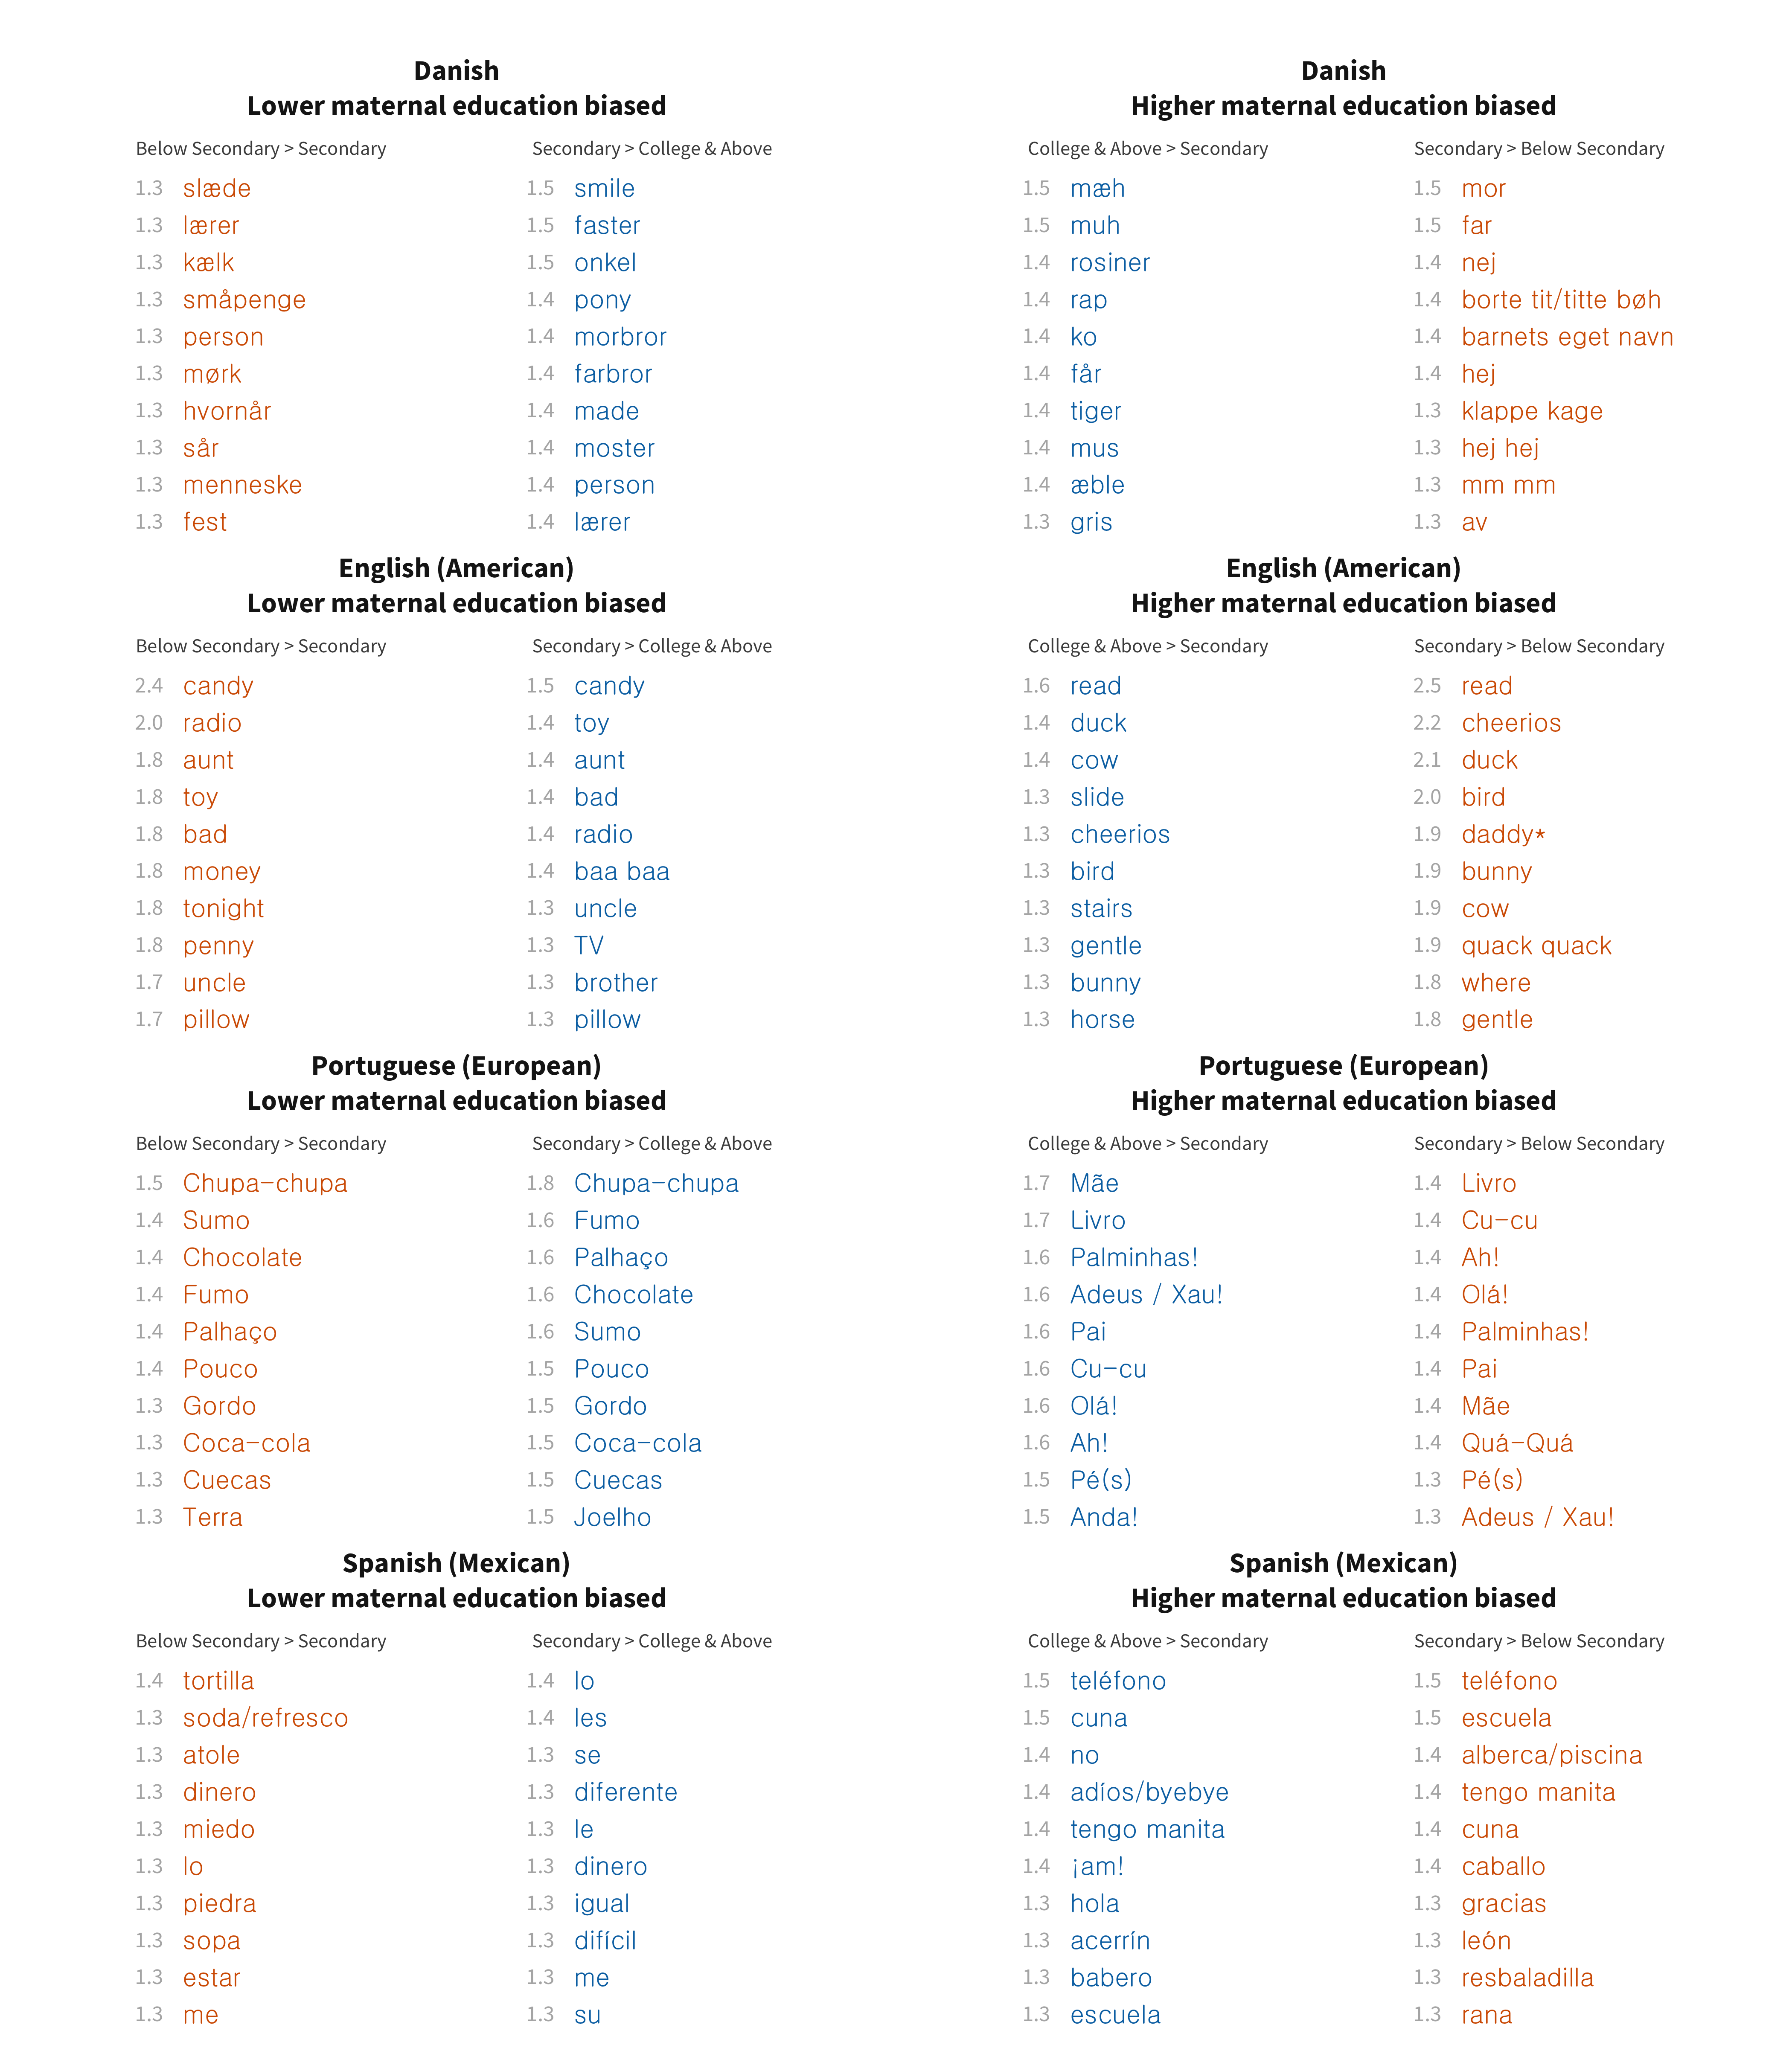 Danish
Lower maternal education biased
Below Secondary > Secondary
1.3 slæde
1.3 lærer
1.3 kælk
1.3 småpenge
1.3 person
1.3 mørk
1.3 hvornår
1.3 sår
1.3 menneske
1.3 fest
Secondary > College & Above
1.5 smile
1.5 faster
1.5 onkel
1.4 pony
1.4 morbror
1.4 farbror
1.4 made
1.4 moster
1.4 person
1.4 lærer
Danish
Higher maternal education biased
College & Above > Secondary
1.5 mæh
1.5 muh
1.4 rosiner
1.4 rap
1.4 ko
1.4 får
1.4 tiger
1.4 mus
1.4 æble
1.3 gris
Secondary > Below Secondary
1.5 mor
1.5 far
1.4 nej
1.4 borte tit/titte bøh
1.4 barnets eget navn
1.4 hej
1.3 klappe kage
1.3 hej hej
1.3 mm mm
1.3 av
English (American)
Lower maternal education biased
Below Secondary > Secondary
2.4 candy
2.0 radio
1.8 aunt
1.8 toy
1.8 bad
1.8 money
1.8 tonight
1.8 penny
1.7 uncle
1.7 pillow
Secondary > College & Above
1.5 candy
1.4 toy
1.4 aunt
1.4 bad
1.4 radio
1.4 baa baa
1.3 uncle
1.3 TV
1.3 brother
1.3 pillow
English (American)
Higher maternal education biased
College & Above > Secondary
1.6 read
1.4 duck
1.4 cow
1.3 slide
1.3 cheerios
1.3 bird
1.3 stairs
1.3 gentle
1.3 bunny
1.3 horse
Secondary > Below Secondary
2.5 read
2.2 cheerios
2.1 duck
2.0 bird
1.9 daddy*
1.9 bunny
1.9 cow
1.9 quack quack
1.8 where
1.8 gentle
Portuguese (European)
Lower maternal education biased
Below Secondary > Secondary
1.5 Chupa-chupa
1.4 Sumo
1.4 Chocolate
1.4 Fumo
1.4 Palhaço
1.4 Pouco
1.3 Gordo
1.3 Coca-cola
1.3 Cuecas
1.3 Terra
Secondary > College & Above
1.8 Chupa-chupa
1.6 Fumo
1.6 Palhaço
1.6 Chocolate
1.6 Sumo
1.5 Pouco
1.5 Gordo
1.5 Coca-cola
1.5 Cuecas
1.5 Joelho
Portuguese (European)
Higher maternal education biased
College & Above > Secondary
1.7 Mãe
1.7 Livro
1.6 Palminhas!
1.6 Adeus / Xau!
1.6 Pai
1.6 Cu-cu
1.6 Olá!
1.6 Ah!
1.5 Pé(s)
1.5 Anda!
Secondary > Below Secondary
1.4 Livro
1.4 Cu-cu
1.4 Ah!
1.4 Olá!
1.4 Palminhas!
1.4 Pai
1.4 Mãe
1.4 Quá-Quá
1.3 Pé(s)
1.3 Adeus / Xau!
Spanish (Mexican)
Lower maternal education biased
Below Secondary > Secondary
1.4 tortilla
1.3 soda/refresco
1.3 atole
1.3 dinero
1.3 miedo
1.3 lo
1.3 piedra
1.3 sopa
1.3 estar
1.3 me
Secondary > College & Above
1.4 lo
1.4 les
1.3 se
1.3 diferente
1.3 le
1.3 dinero
1.3 igual
1.3 difícil
1.3 me
1.3 su
Spanish (Mexican)
Higher maternal education biased
College & Above > Secondary
1.5 teléfono
1.5 cuna
1.4 no
1.4 adíos/byebye
1.4 tengo manita
1.4 ¡am!
1.3 hola
1.3 acerrín
1.3 babero
1.3 escuela
Secondary > Below Secondary
1.5 teléfono
1.5 escuela
1.4 alberca/piscina
1.4 tengo manita
1.4 cuna
1.4 caballo
1.3 gracias
1.3 león
1.3 resbaladilla
1.3 rana